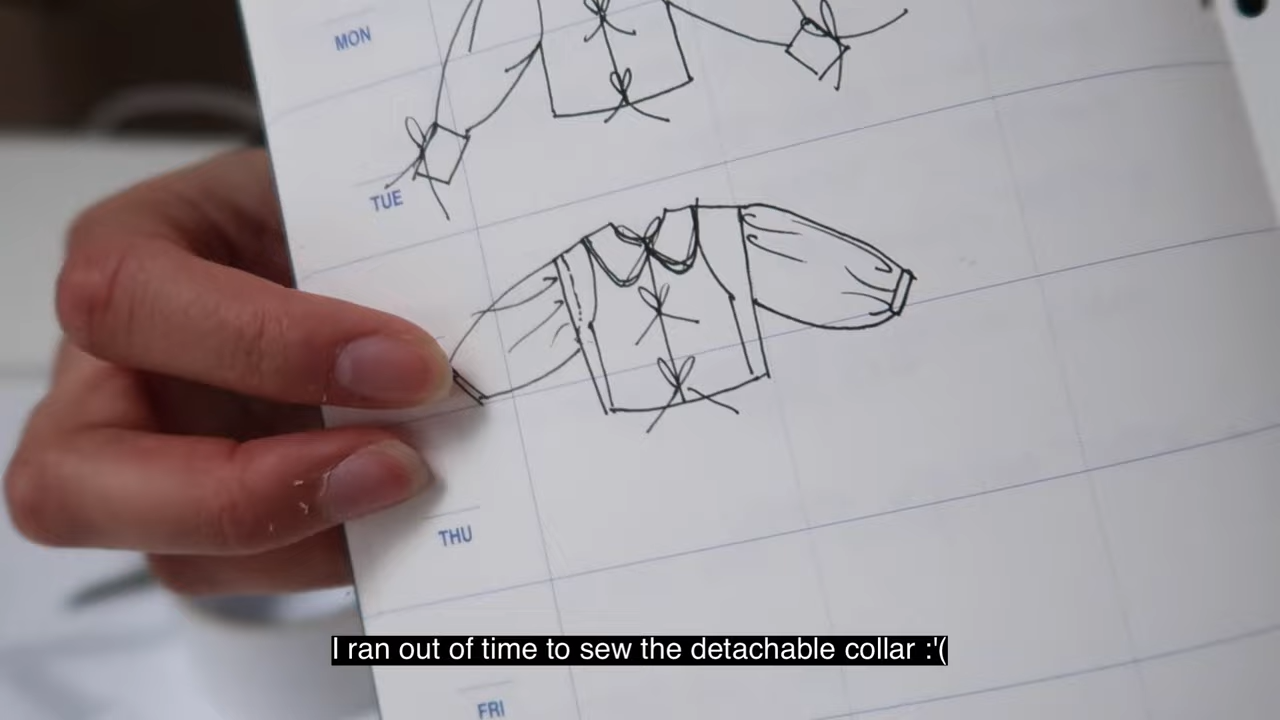 MON
TUE
THU
FRI
I ran out of time to sew the detachable collar :'(